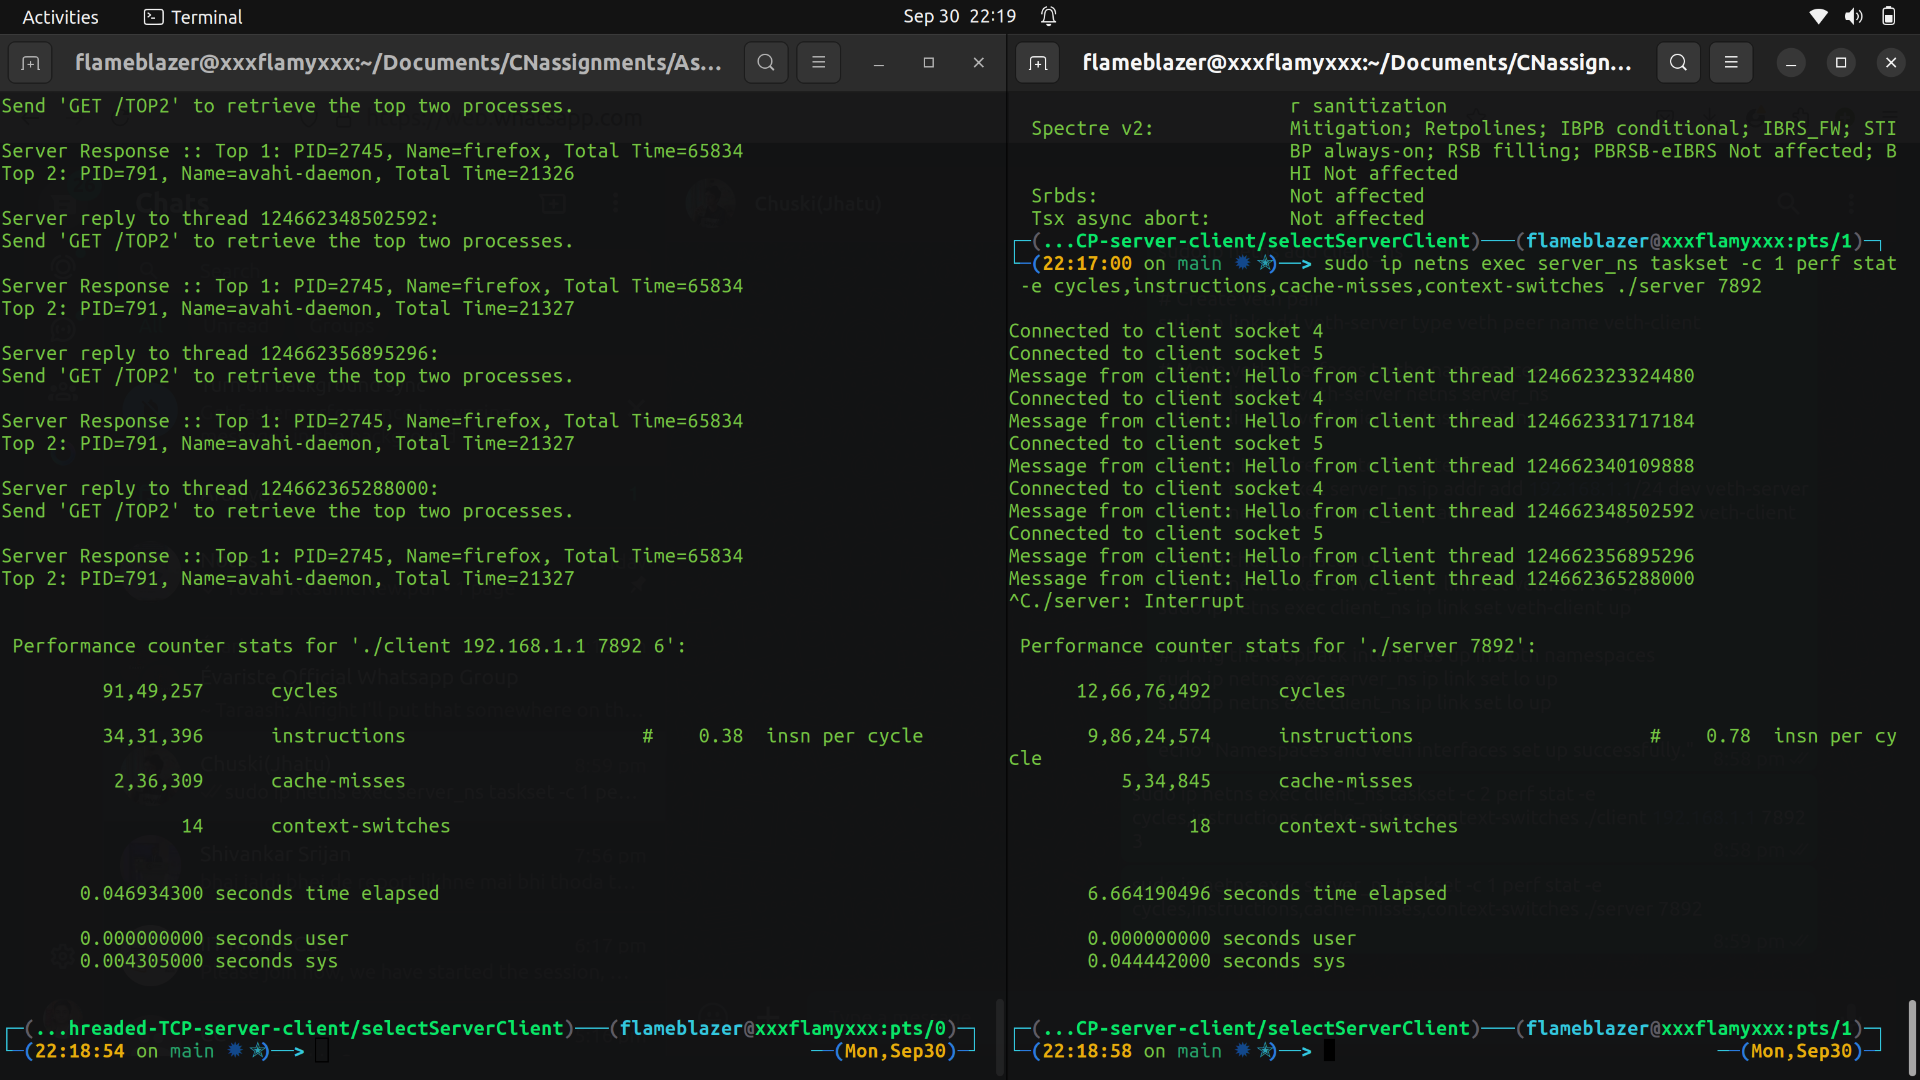 Activities
Terminal
Sep 30 22:19
flameblazer@xxxflamyxxx:~/Documents/CNassignments/As...
Send 'GET /TOP2' to retrieve the top two processes.
Server Response :: Top 1: PID=2745, Name=firefox, Total Time=65834
Top 2: PID=791, Name=avahi-daemon, Total Time=21326
Server reply to thread 124662348502592:
Send 'GET /TOP2' to retrieve the top two processes.
Server Response :: Top 1: PID=2745, Name=firefox, Total Time=65834
Top 2: PID=791, Name=avahi-daemon, Total Time=21327
Server reply to thread 124662356895296:
Send 'GET /TOP2' to retrieve the top two processes.
Server Response :: Top 1: PID=2745, Name=firefox, Total Time=65834
Top 2: PID=791, Name=avahi-daemon, Total Time=21327
Server reply to thread 124662365288000:
Send 'GET /TOP2' to retrieve the top two processes.
Server Response :: Top 1: PID=2745, Name=firefox, Total Time=65834
Top 2: PID=791, Name=avahi-daemon, Total Time=21327
Performance counter stats for './client 192.168.1.1 7892 6':
91,49,257 cycles
34,31,396 instructions # 0.38 insn per cycle
2,36,309 cache-misses
14 context-switches
0.046934300 seconds time elapsed
0.000000000 seconds user
0.004305000 seconds sys
(...hreaded-TCP-server-client/selectServerClient)──(flameblazer@xxxflamyxxx:pts/0)
(22:18:54 on main ✹ ✭)──> (Mon,Sep30)
flameblazer@xxxflamyxxx:~/Documents/CNassign...
r sanitization
Spectre v2: Mitigation; Retpolines; IBPB conditional; IBRS_FW; STI
BP always-on; RSB filling; PBRSB-eIBRS Not affected; B
HI Not affected
Srbds: Not affected
Tsx async abort: Not affected
(...CP-server-client/selectServerClient)──(flameblazer@xxxflamyxxx:pts/1)
(22:17:00 on main ✹ ✭)──> sudo ip netns exec server_ns taskset -c 1 perf stat
-e cycles,instructions,cache-misses,context-switches ./server 7892
Connected to client socket 4
Connected to client socket 5
Message from client: Hello from client thread 124662323324480
Connected to client socket 4
Message from client: Hello from client thread 124662331717184
Connected to client socket 5
Message from client: Hello from client thread 124662340109888
Connected to client socket 4
Message from client: Hello from client thread 124662348502592
Connected to client socket 5
Message from client: Hello from client thread 124662356895296
Message from client: Hello from client thread 124662365288000
^C./server: Interrupt
Performance counter stats for './server 7892':
12,66,76,492 cycles
9,86,24,574 instructions # 0.78 insn per cy
cle
5,34,845 cache-misses
18 context-switches
6.664190496 seconds time elapsed
0.000000000 seconds user
0.044442000 seconds sys
(...CP-server-client/selectServerClient)──(flameblazer@xxxflamyxxx:pts/1)
(22:18:58 on main ✹ ✭)──> (Mon,Sep30)